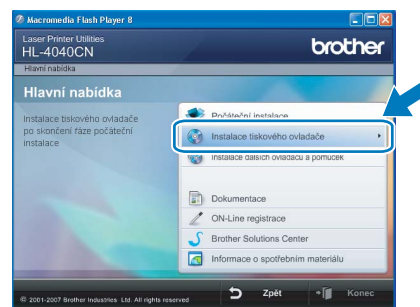 Macromedia Flash Player 8
Laser Printer Utilities
HL-4040CN
brother
Hlavní nabídka
Hlavní nabídka
Instalace tiskového ovladače
po skončení fáze počáteční
instalace
Počáteční instalace
Instalace tiskového ovladače
Instalace dalších ovladačů a pomůcek
Dokumentace
ON-Line registrace
Brother Solutions Center
Informace o spotřebním materiálu
© 2001-2007 Brother Industries Ltd. All rights reserved
Zpět
Konec